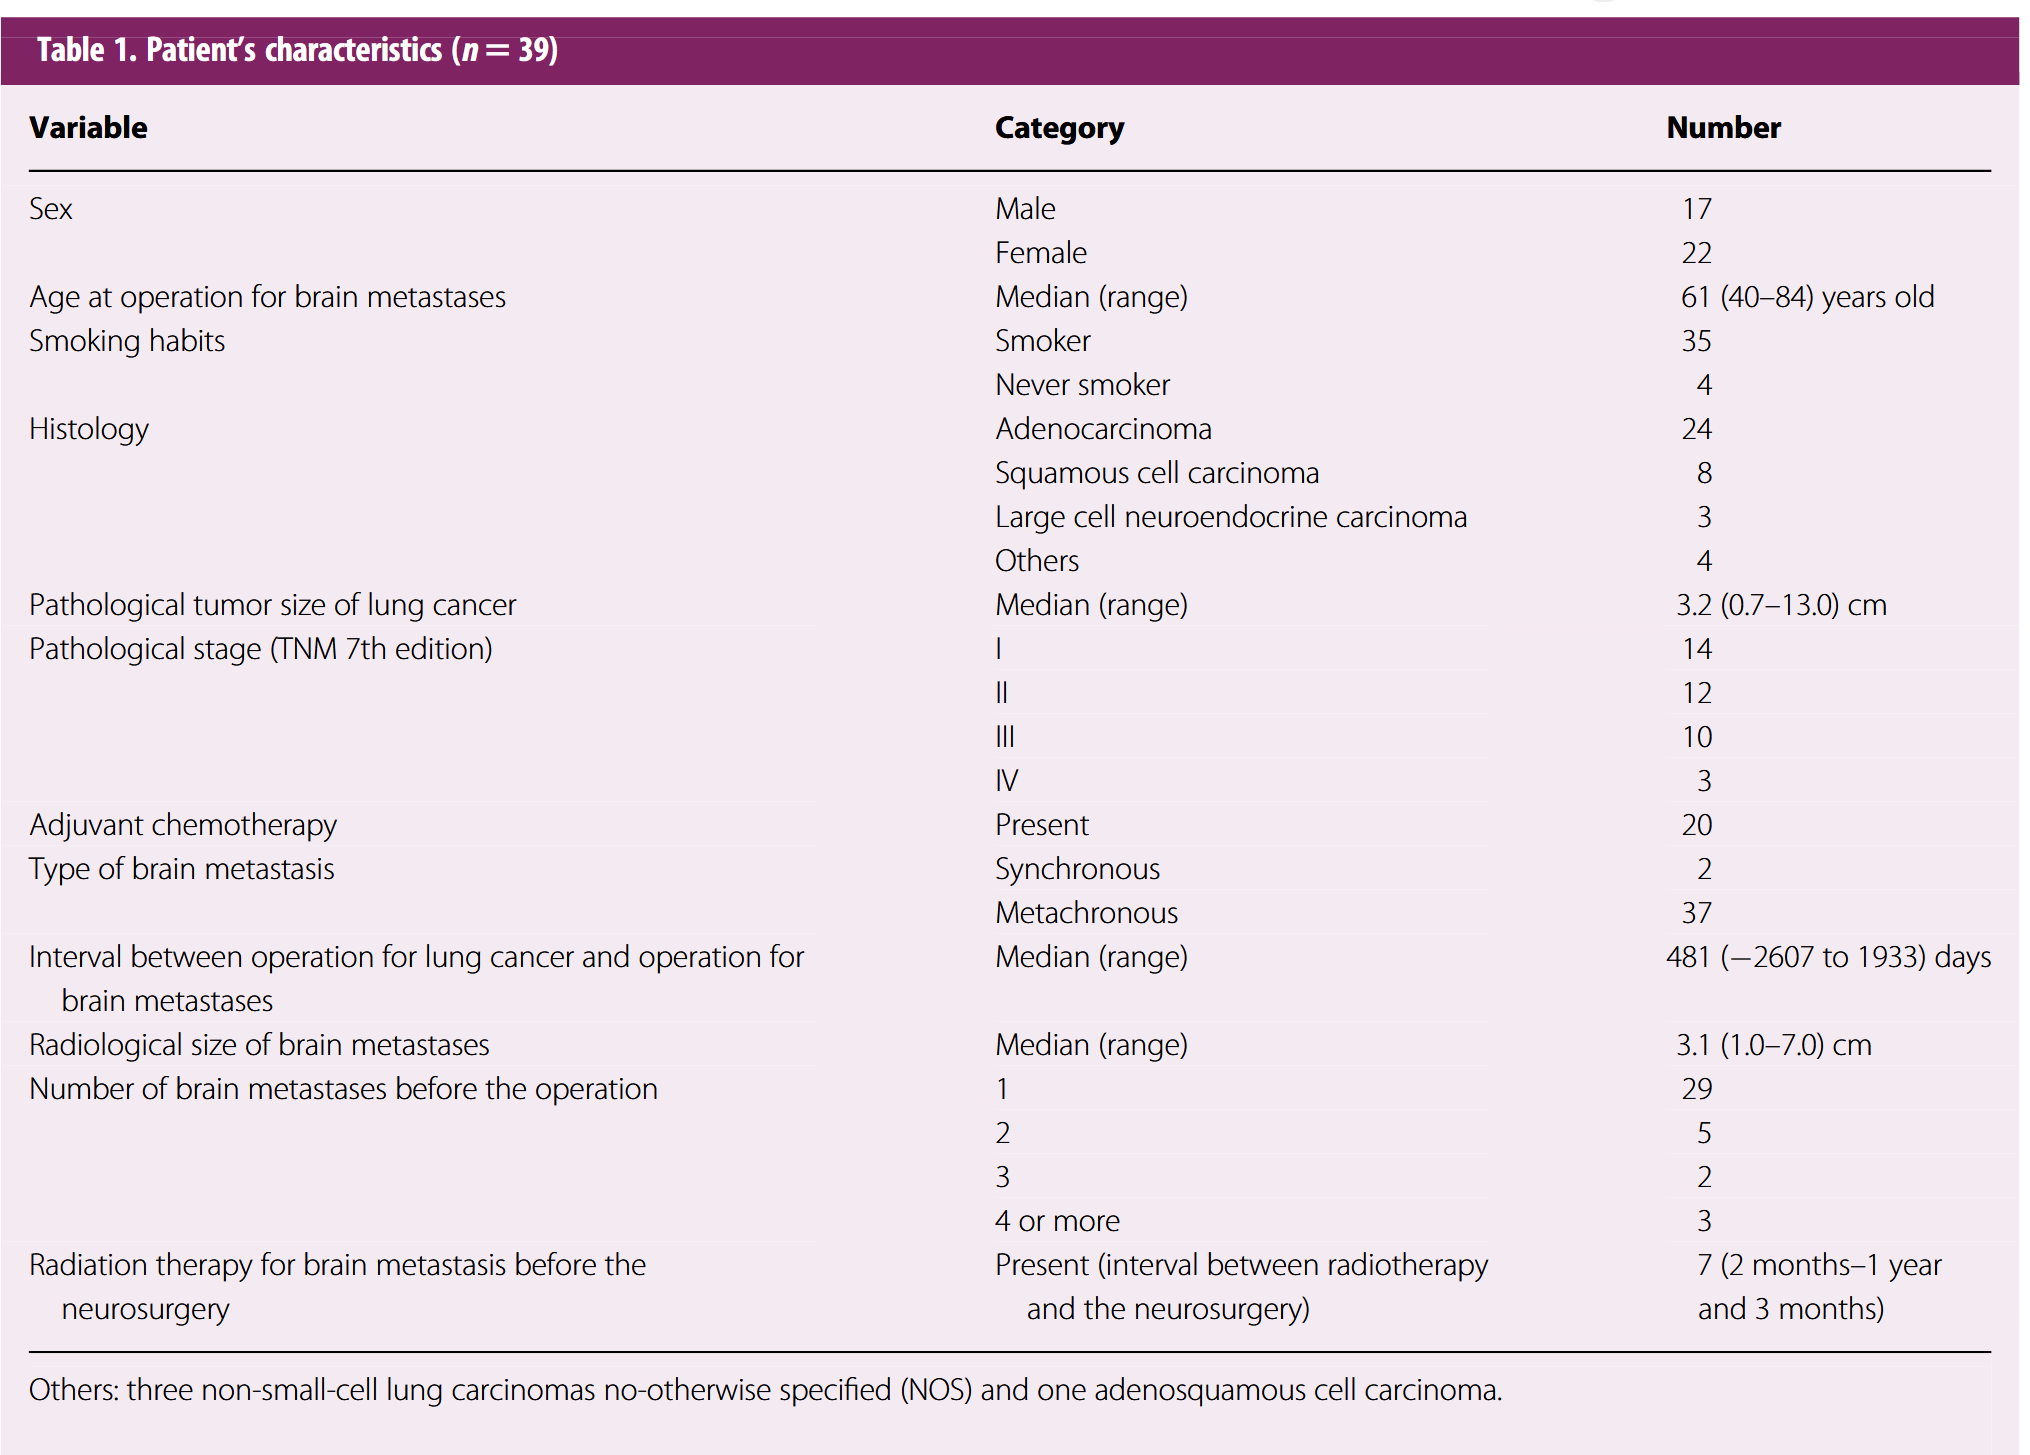 Table 1. Patient’s characteristics (n = 39)
Variable Category Number
Sex Male 17
Female 22
Age at operation for brain metastases Median (range) 61 (40–84) years old
Smoking habits Smoker 35
Never smoker 4
Histology Adenocarcinoma 24
Squamous cell carcinoma 8
Large cell neuroendocrine carcinoma 3
Others 4
Pathological tumor size of lung cancer Median (range) 3.2 (0.7–13.0) cm
Pathological stage (TNM 7th edition) I 14
II 12
III 10
IV 3
Adjuvant chemotherapy Present 20
Type of brain metastasis Synchronous 2
Metachronous 37
Interval between operation for lung cancer and operation for Median (range) 481 (−2607 to 1933) days
brain metastases
Radiological size of brain metastases Median (range) 3.1 (1.0–7.0) cm
Number of brain metastases before the operation 1 29
2 5
3 2
4 or more 3
Radiation therapy for brain metastasis before the Present (interval between radiotherapy 7 (2 months–1 year
neurosurgery and the neurosurgery) and 3 months)
Others: three non-small-cell lung carcinomas no-otherwise specified (NOS) and one adenosquamous cell carcinoma.